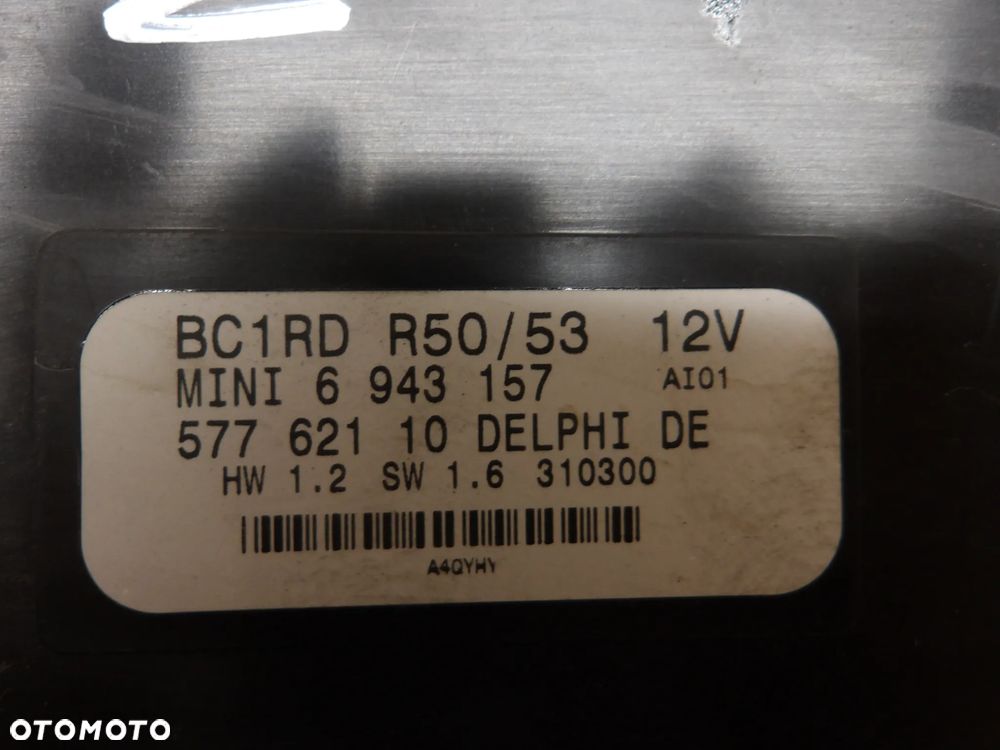 BC1RD R50/53 12V
MINI 6 943 157 AI01
577 621 10 DELPHI DE
HW 1.2 SW 1.6 310300
A4QYHY
OTOMOTO